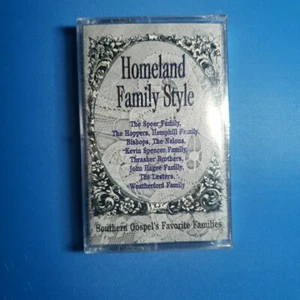 Homeland
Family Style
The Speer Family,
The Hoppers, Hemphill Family,
Bishops, The Nelons,
Kevin Spencer Family,
Thrasher Brothers,
John Hagee Family,
The Lesters,
Weatherford Family
Southern Gospel's Favorite Families